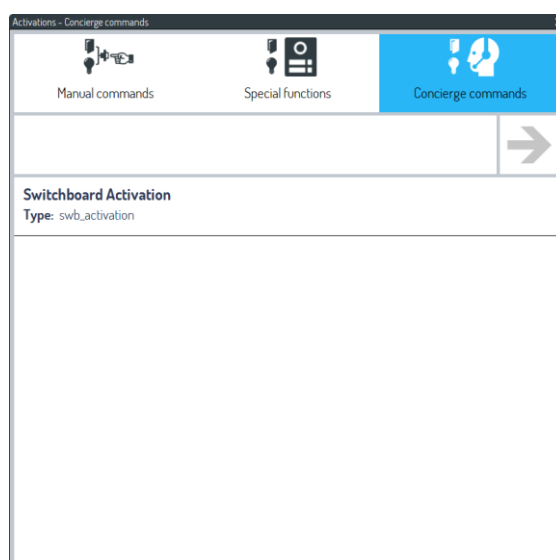 Activations - Concierge commands
Manual commands
Special functions
Concierge commands
Switchboard Activation
Type: swb_activation